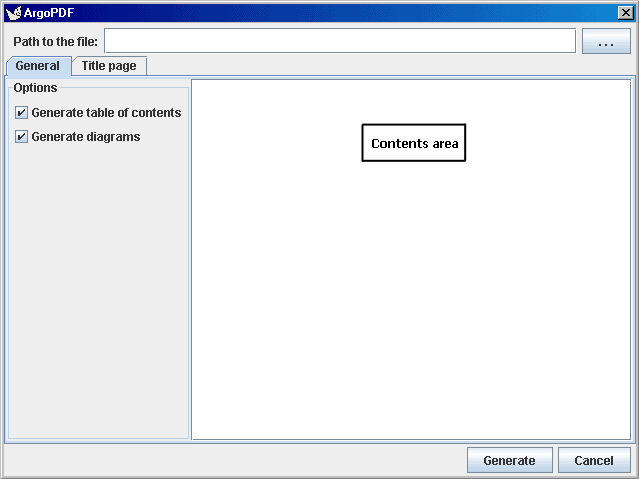 ArgoPDF
Path to the file:
...
General
Title page
Options
Generate table of contents
Generate diagrams
Contents area
Generate
Cancel